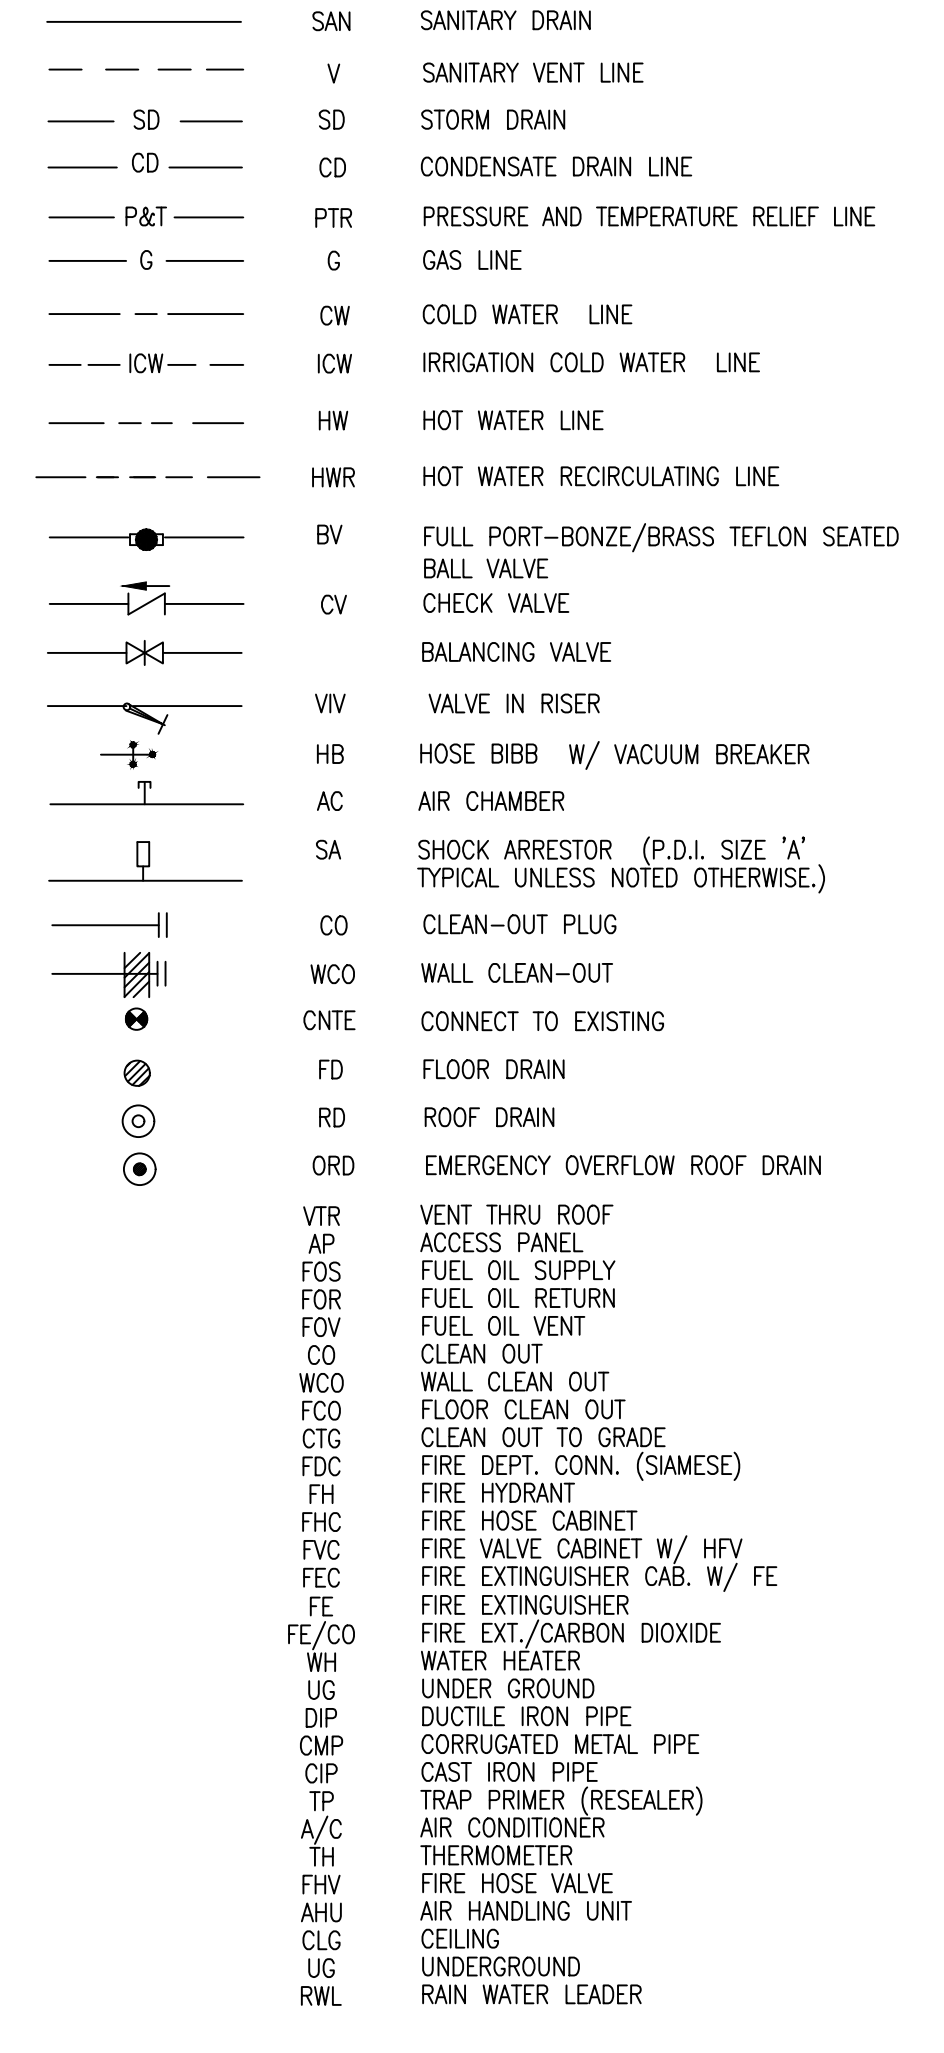 SAN SANITARY DRAIN
V SANITARY VENT LINE
SD SD STORM DRAIN
CD CD CONDENSATE DRAIN LINE
P&T PTR PRESSURE AND TEMPERATURE RELIEF LINE
G G GAS LINE
CW COLD WATER LINE
ICW ICW IRRIGATION COLD WATER LINE
HW HOT WATER LINE
HWR HOT WATER RECIRCULATING LINE
BV FULL PORT-BONZE/BRASS TEFLON SEATED
BALL VALVE
CV CHECK VALVE
BALANCING VALVE
VIV VALVE IN RISER
HB HOSE BIBB W/ VACUUM BREAKER
AC AIR CHAMBER
SA SHOCK ARRESTOR (P.D.I. SIZE 'A'
TYPICAL UNLESS NOTED OTHERWISE.)
CO CLEAN-OUT PLUG
WCO WALL CLEAN-OUT
CNTE CONNECT TO EXISTING
FD FLOOR DRAIN
RD ROOF DRAIN
ORD EMERGENCY OVERFLOW ROOF DRAIN
VTR VENT THRU ROOF
AP ACCESS PANEL
FOS FUEL OIL SUPPLY
FOR FUEL OIL RETURN
FOV FUEL OIL VENT
CO CLEAN OUT
WCO WALL CLEAN OUT
FCO FLOOR CLEAN OUT
CTG CLEAN OUT TO GRADE
FDC FIRE DEPT. CONN. (SIAMESE)
FH FIRE HYDRANT
FHC FIRE HOSE CABINET
FVC FIRE VALVE CABINET W/ HFV
FEC FIRE EXTINGUISHER CAB. W/ FE
FE FIRE EXTINGUISHER
FE/CO FIRE EXT./CARBON DIOXIDE
WH WATER HEATER
UG UNDER GROUND
DIP DUCTILE IRON PIPE
CMP CORRUGATED METAL PIPE
CIP CAST IRON PIPE
TP TRAP PRIMER (RESEALER)
A/C AIR CONDITIONER
TH THERMOMETER
FHV FIRE HOSE VALVE
AHU AIR HANDLING UNIT
CLG CEILING
UG UNDERGROUND
RWL RAIN WATER LEADER